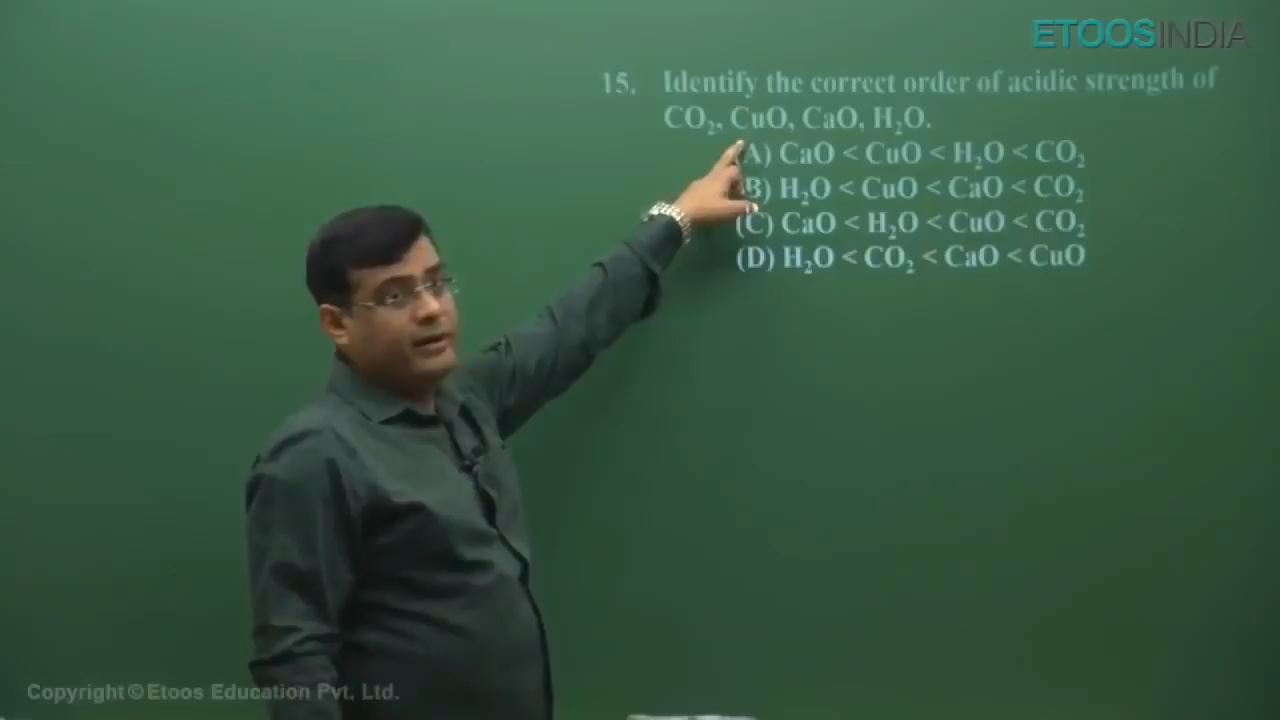 ETOOSINDIA
15. Identify the correct order of acidic strength of
CO₂, CuO, CaO, H₂O.
A) CaO < CuO < H₂O < CO₂
B) H₂O < CuO < CaO < CO₂
(C) CaO < H₂O < CuO < CO₂
(D) H₂O < CO₂ < CaO < CuO
Copyright © Etoos Education Pvt. Ltd.